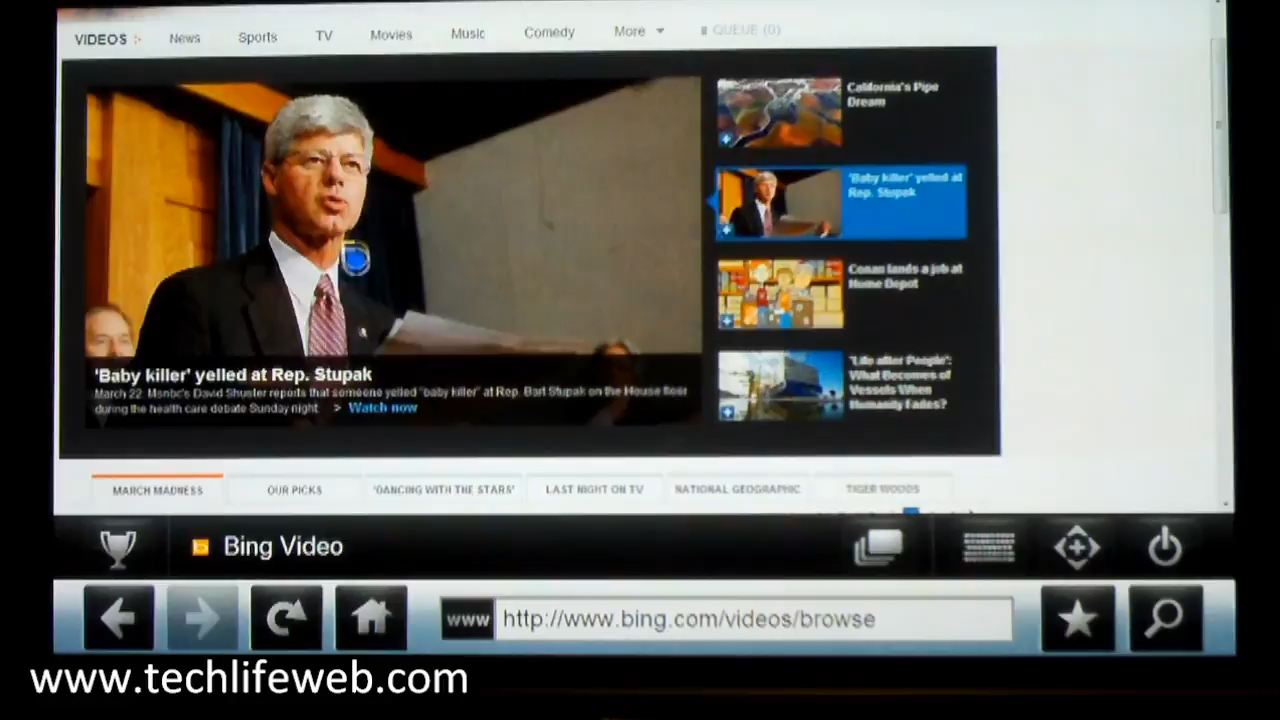 VIDEOS
News
Sports
TV
Movies
Music
Comedy
More
QUEUE (0)
California's Pipe
Dream
'Baby killer' yelled at
Rep. Stupak
Conan lands a job at
Home Depot
'Life after People':
What Becomes of
Vessels When
Humanity Fades?
'Baby killer' yelled at Rep. Stupak
March 22: Msnbc's David Shuster reports that someone yelled "baby killer" at Rep. Bart Stupak on the House floor
during the health care debate Sunday night. > Watch now
MARCH MADNESS
OUR PICKS
'DANCING WITH THE STARS'
LAST NIGHT ON TV
NATIONAL GEOGRAPHIC
TIGER WOODS
b Bing Video
www http://www.bing.com/videos/browse
www.techlifeweb.com